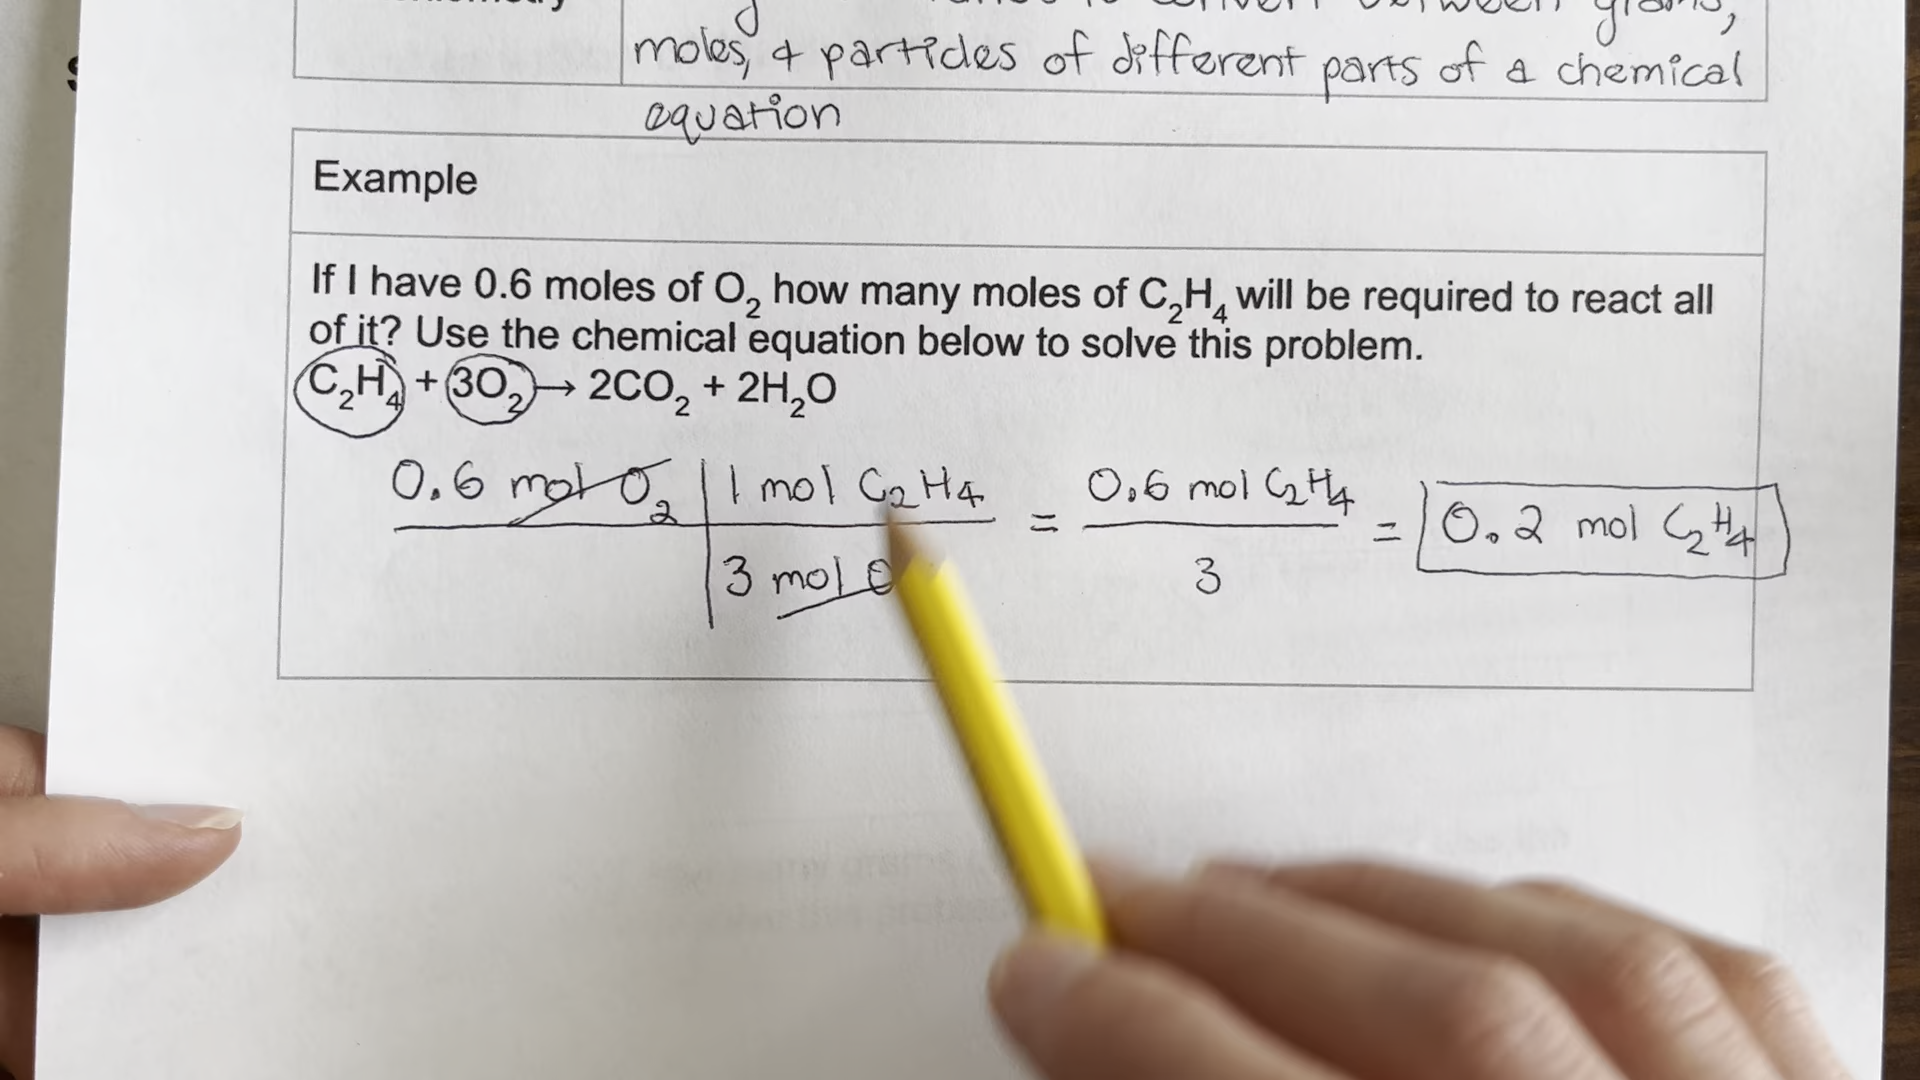 moles, & particles of different parts of a chemical
equation
Example
If I have 0.6 moles of O₂ how many moles of C₂H₄ will be required to react all
of it? Use the chemical equation below to solve this problem.
C₂H₄ + 3O₂ → 2CO₂ + 2H₂O
0.6 mol O₂ | 1 mol C₂H₄ = 0.6 mol C₂H₄ = 0.2 mol C₂H₄
3 mol O 3